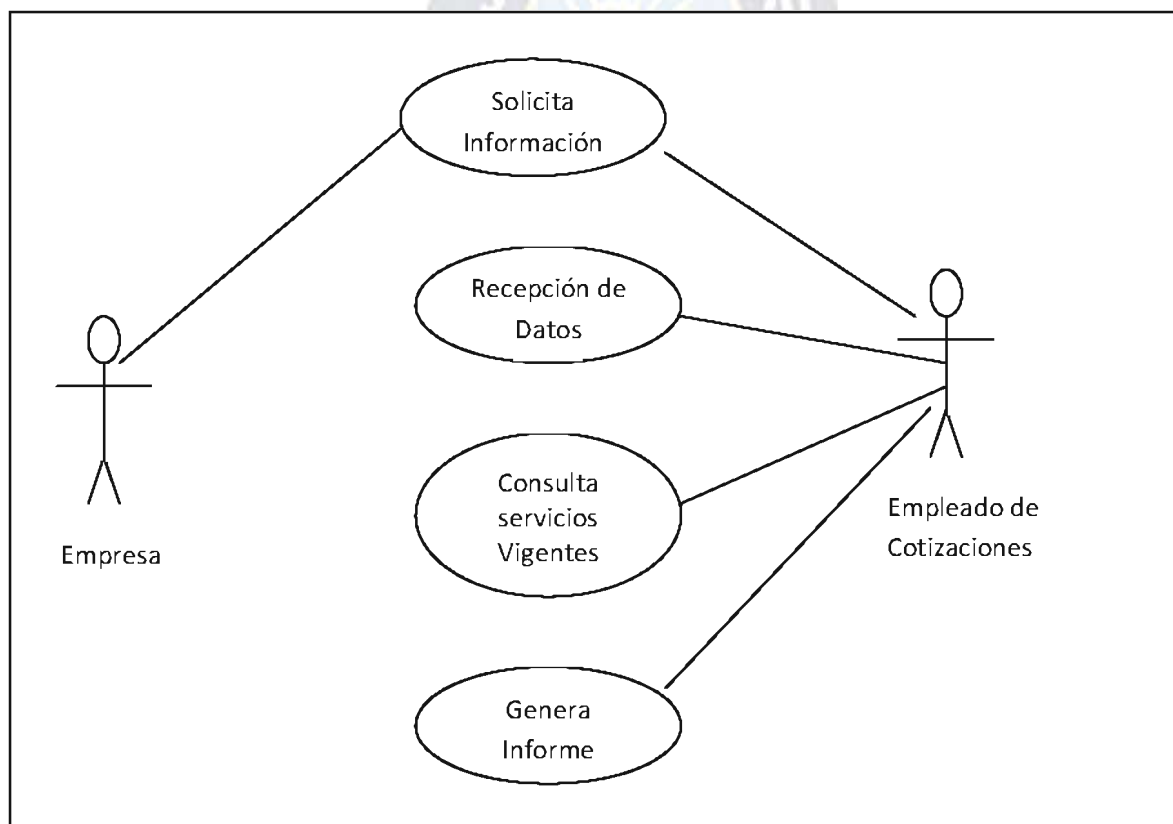 Solicita
Información
Recepción de
Datos
Consulta
servicios
Vigentes
Genera
Informe
Empresa
Empleado de
Cotizaciones